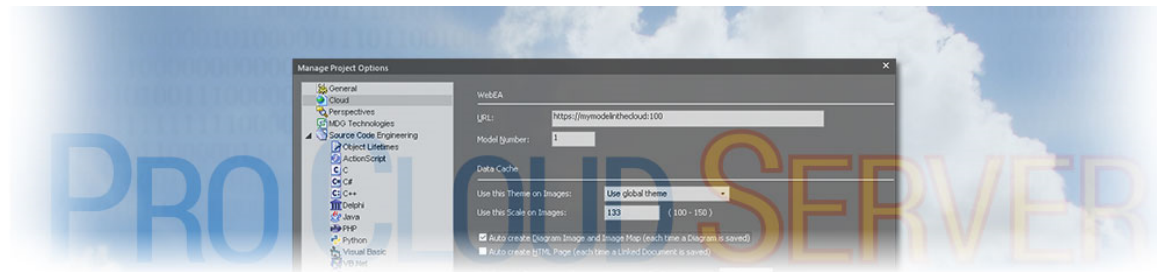 Manage Project Options
General
Cloud
Perspectives
MDG Technologies
Source Code Engineering
Object Lifetimes
ActionScript
C
C#
C++
Delphi
Java
PHP
Python
Visual Basic
VB.Net
WebEA
URL: https://mymodelinthecloud:100
Model Number: 1
Data Cache
Use this Theme on Images: Use global theme
Use this Scale on Images: 133 ( 100 - 150 )
Auto create Diagram Image and Image Map (each time a Diagram is saved)
Auto create HTML Page (each time a Linked Document is saved)
PRO CLOUD SERVER